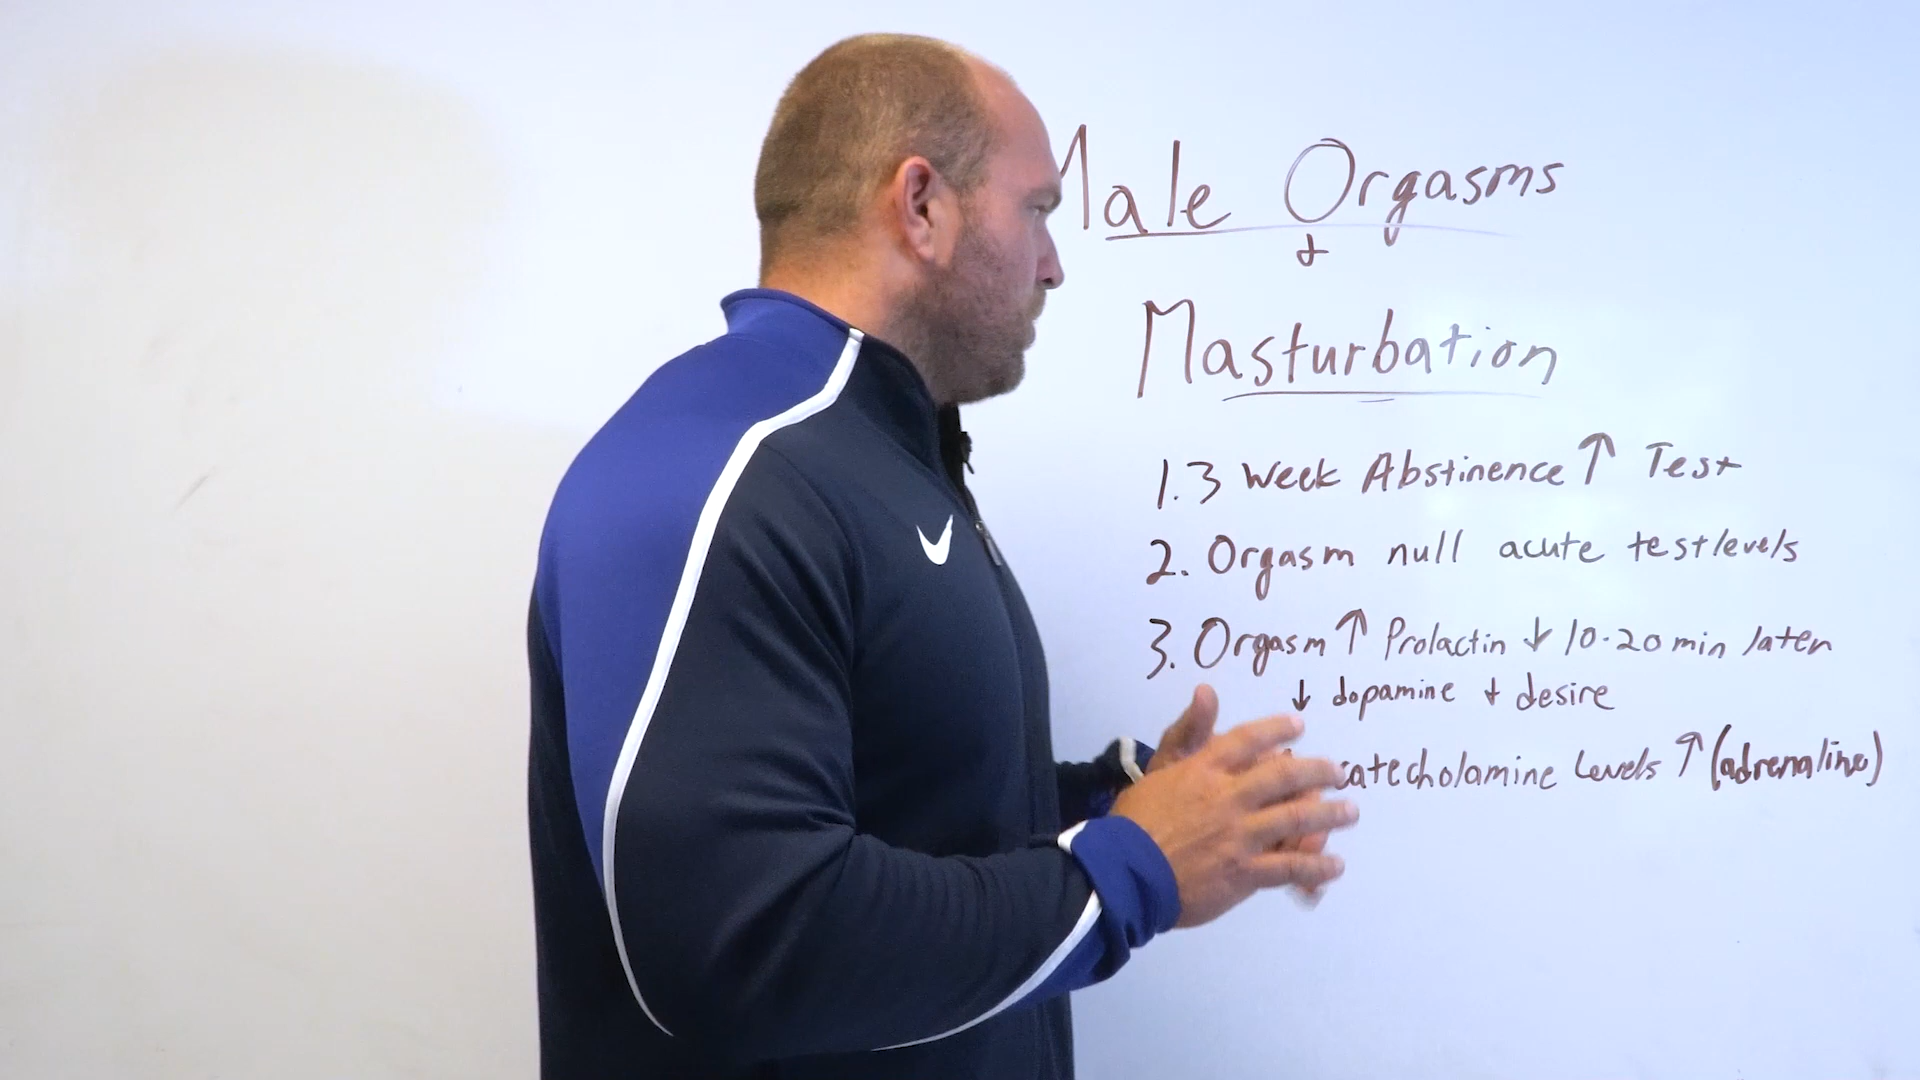 Male Orgasms
&
Masturbation
1. 3 Week Abstinence ↑ Test
2. Orgasm null acute test levels
3. Orgasm ↑ Prolactin ↓ 10-20 min later
↓ dopamine + desire
catecholamine Levels ↑ (adrenaline)